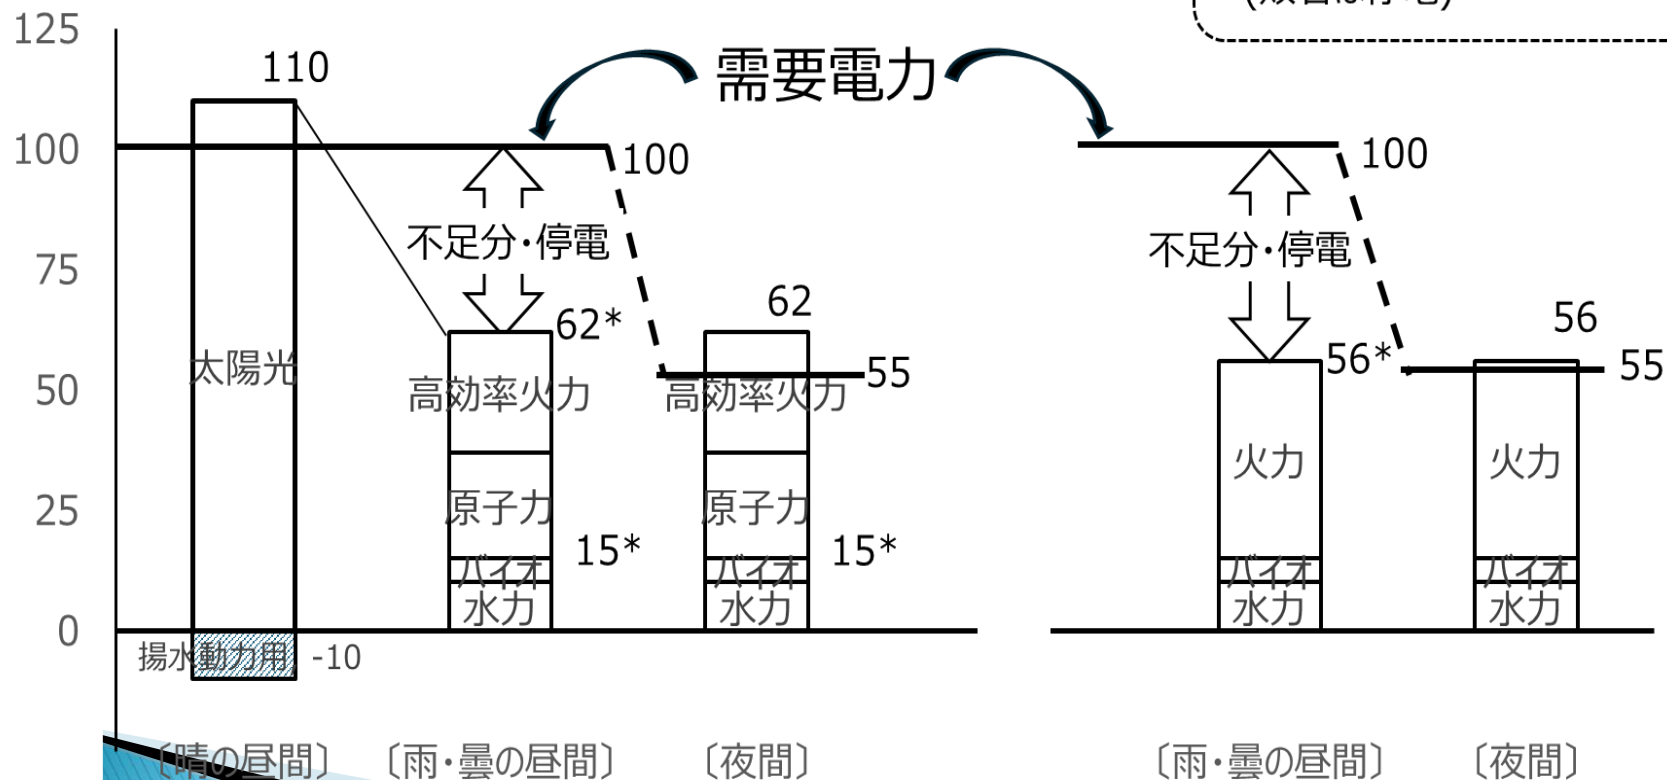 125
100
75
50
25
0
110
需要電力
100
不足分・停電
62*
62
55
太陽光
高効率火力
高効率火力
原子力
原子力
15*
15*
バイオ
バイオ
水力
水力
揚水動力用
-10
100
不足分・停電
56*
56
55
火力
火力
バイオ
バイオ
水力
水力
〔晴の昼間〕
〔雨・曇の昼間〕
〔夜間〕
〔雨・曇の昼間〕
〔夜間〕